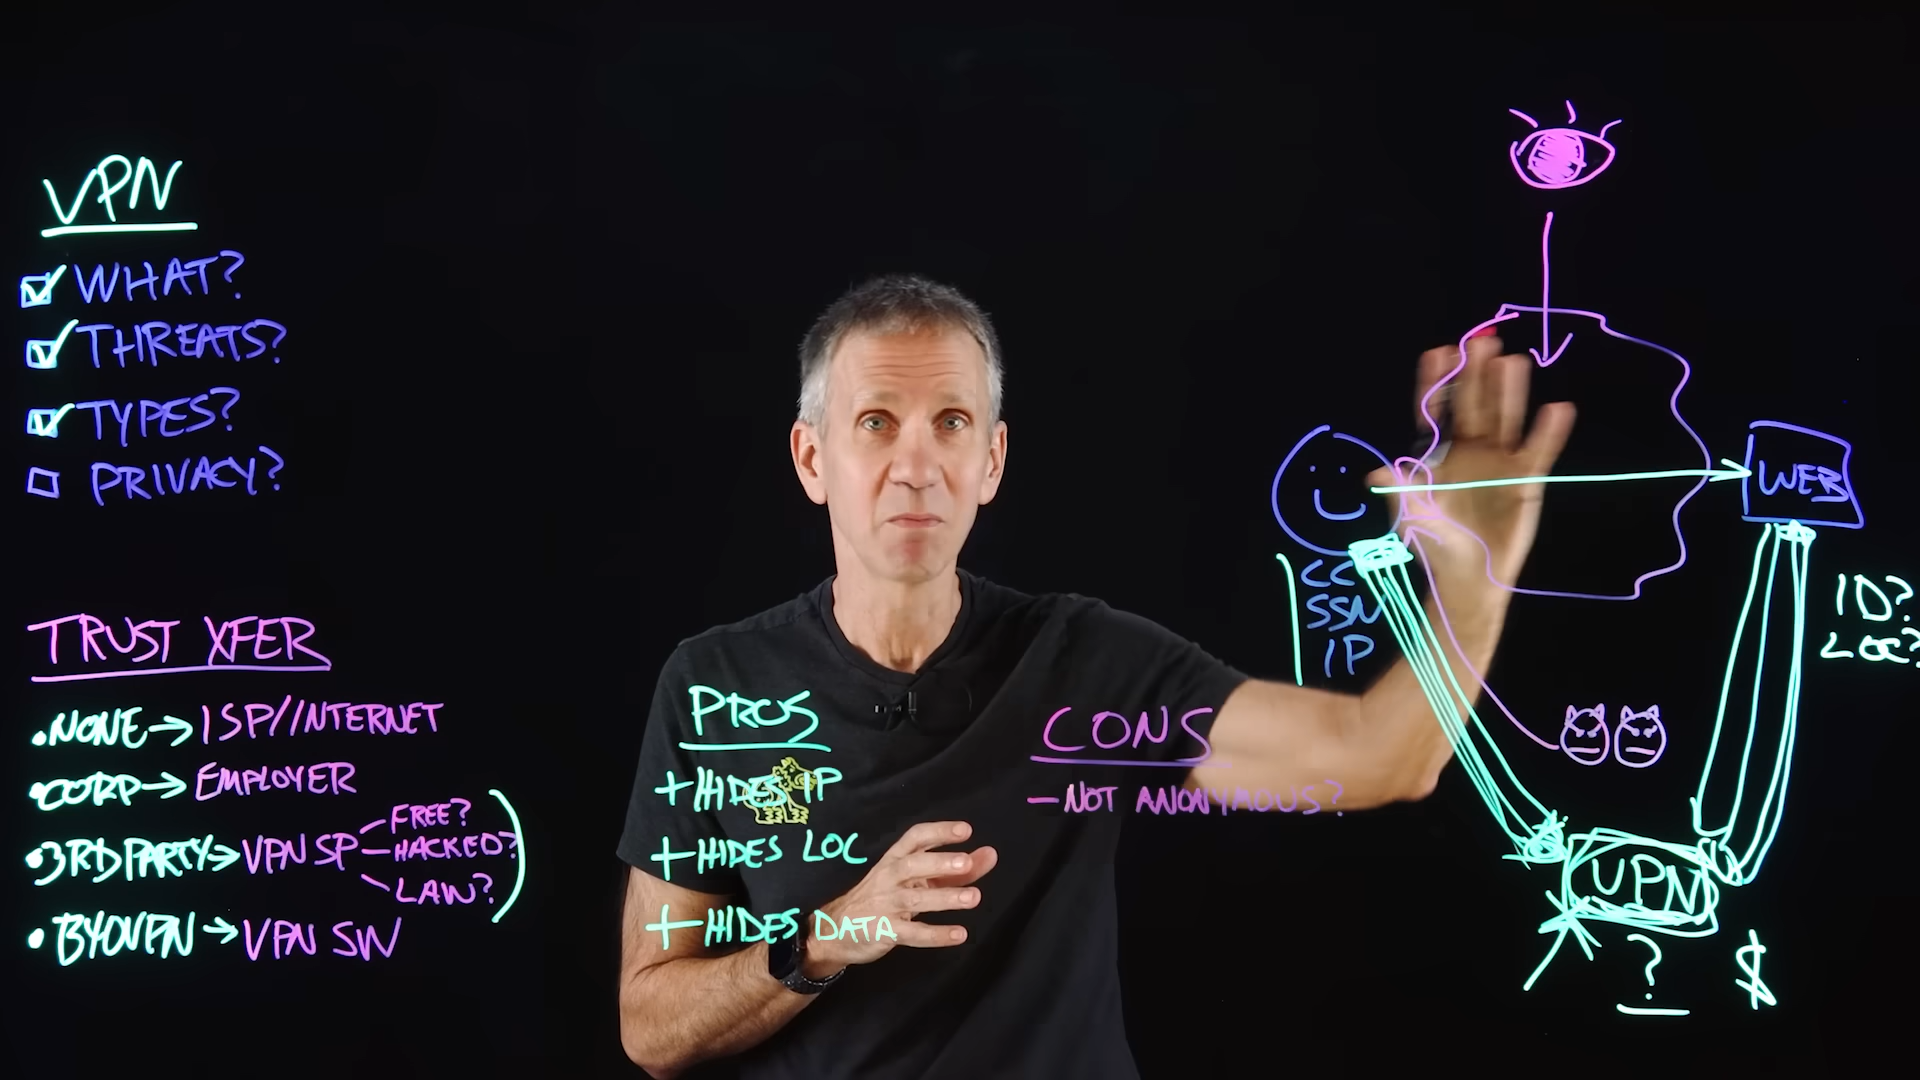 VPN
WHAT?
THREATS?
TYPES?
PRIVACY?
TRUST XFER
• NONE → ISP/INTERNET
• CORP → EMPLOYER
• 3RD PARTY → VPN SP – FREE?
– HACKED?
– LAW?
• BYOVPN → VPN SW
PROS
+ HIDES IP
+ HIDES LOC
+ HIDES DATA
CONS
– NOT ANONYMOUS?
WEB
CC
SSN
IP
ID?
LOC?
VPN
?
$